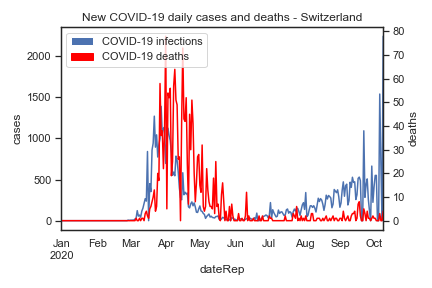 New COVID-19 daily cases and deaths - Switzerland
COVID-19 infections
COVID-19 deaths
2000
1500
1000
500
0
cases
80
70
60
50
40
30
20
10
0
deaths
Jan Feb Mar Apr May Jun Jul Aug Sep Oct
2020
dateRep